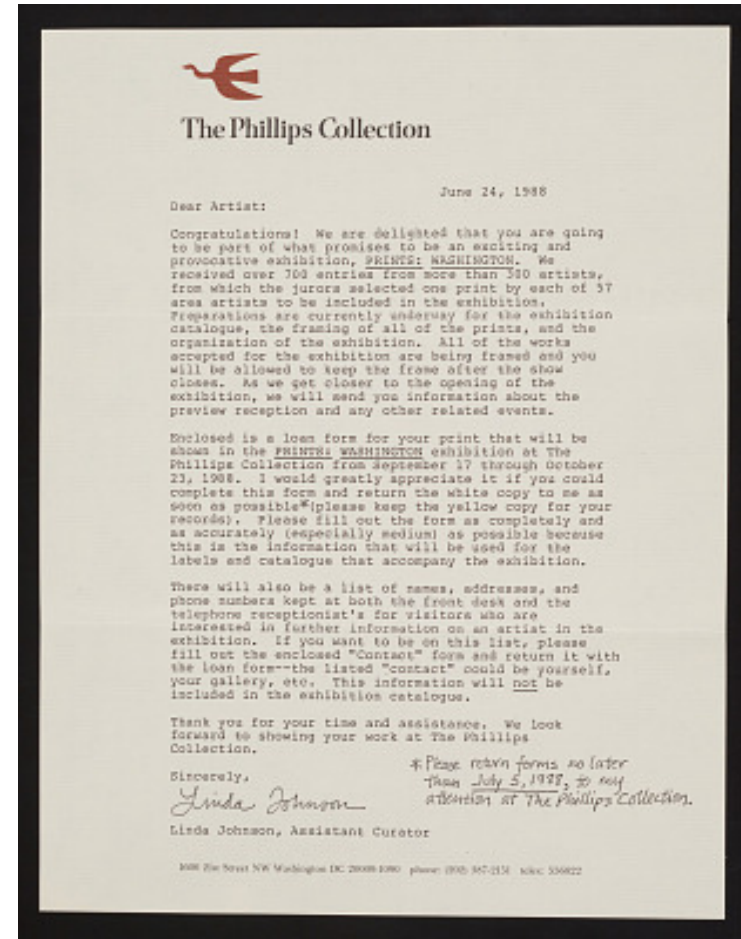 The Phillips Collection
June 24, 1988
Dear Artist:
Congratulations! We are delighted that you are going
to be part of what promises to be an exciting and
provocative exhibition, PRINTS: WASHINGTON. We
received over 700 entries from more than 300 artists,
from which the jurors selected one print by each of 57
area artists to be included in the exhibition.
Preparations are currently underway for the exhibition
catalogue, the framing of all of the prints, and the
organization of the exhibition. All of the works
accepted for the exhibition are being framed and you
will be allowed to keep the frame after the show
closes. As we get closer to the opening of the
exhibition, we will send you information about the
preview reception and any other related events.
Enclosed is a loan form for your print that will be
shown in the PRINTS: WASHINGTON exhibition at The
Phillips Collection from September 17 through October
23, 1988. I would greatly appreciate it if you could
complete this form and return the white copy to me as
soon as possible*(please keep the yellow copy for your
records). Please fill out the form as completely and
as accurately (especially medium) as possible because
this is the information that will be used for the
labels and catalogue that accompany the exhibition.
There will also be a list of names, addresses, and
phone numbers kept at both the front desk and the
telephone receptionist's for visitors who are
interested in further information on an artist in the
exhibition. If you want to be on this list, please
fill out the enclosed "Contact" form and return it with
the loan form--the listed "contact" could be yourself,
your gallery, etc. This information will not be
included in the exhibition catalogue.
Thank you for your time and assistance. We look
forward to showing your work at The Phillips
Collection.
* Please return forms no later
than July 5, 1988, to my
attention at The Phillips Collection.
Sincerely,
Linda Johnson
Linda Johnson, Assistant Curator
Street NW Washington DC phone: telex: